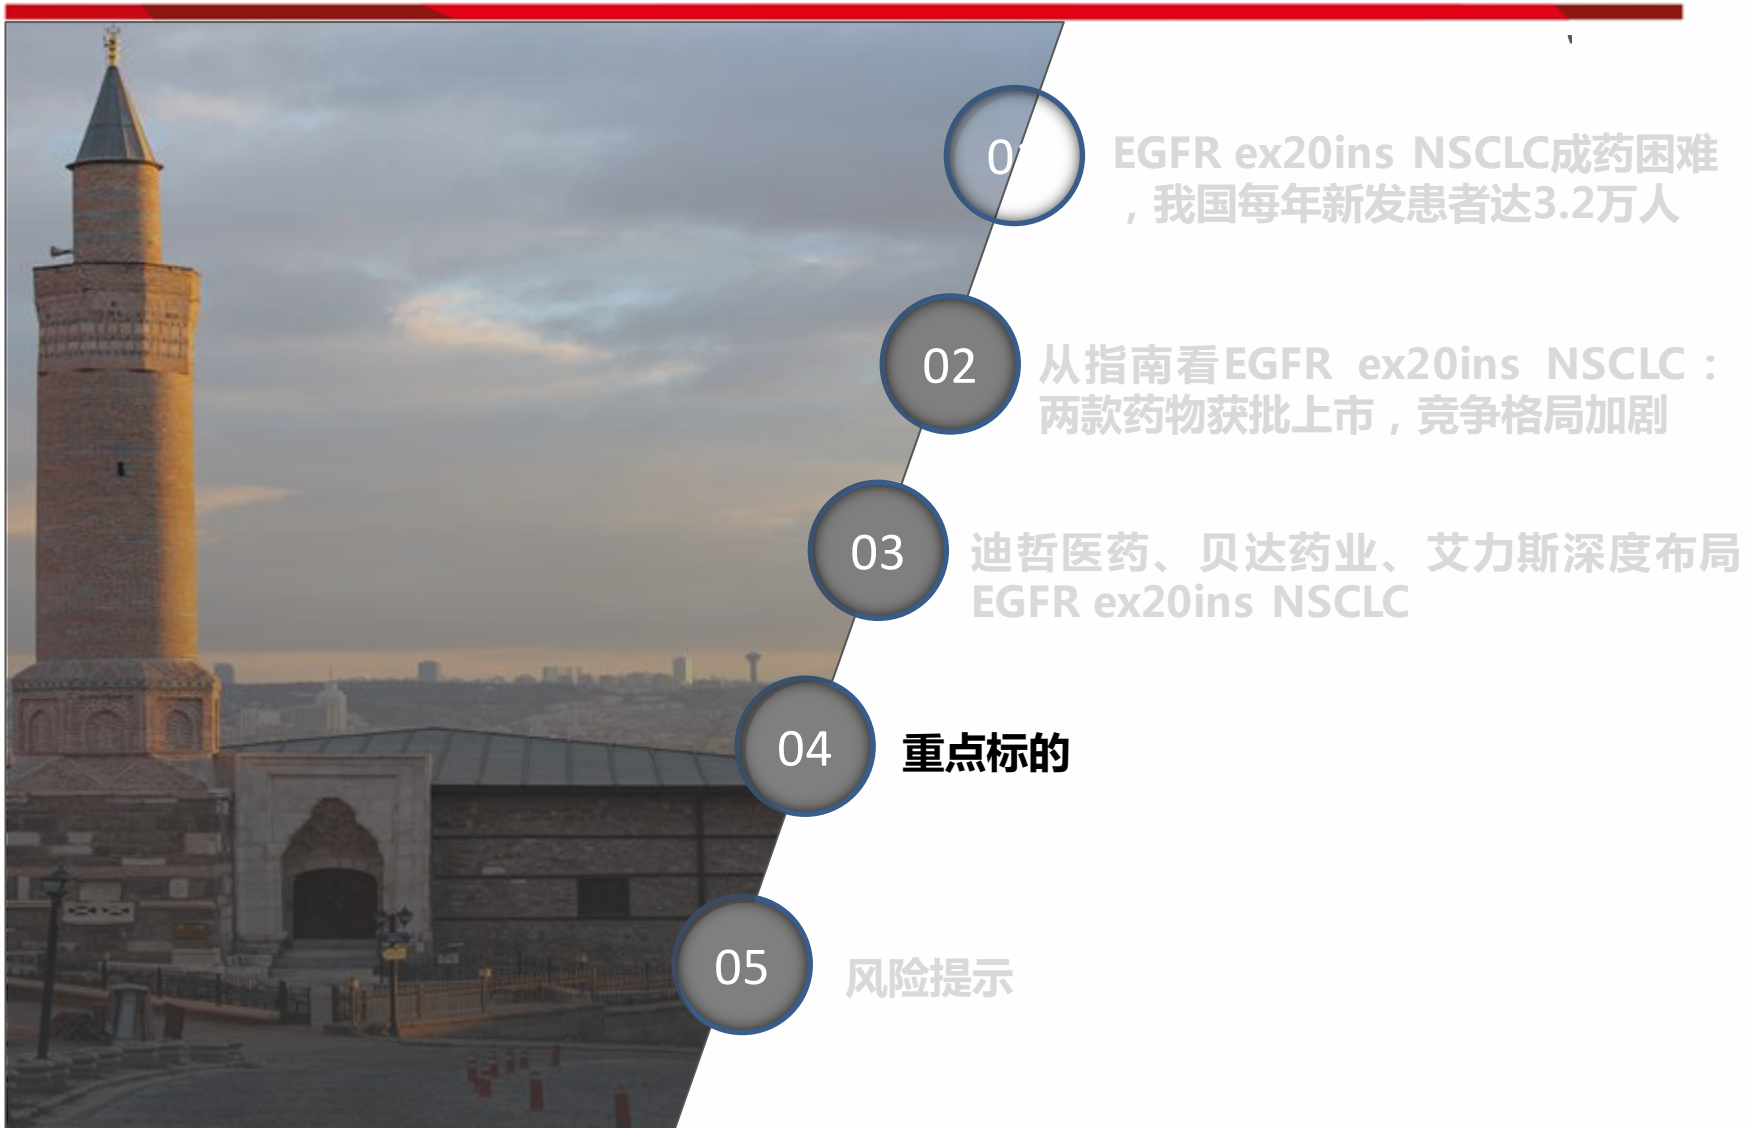 0
EGFR ex20ins NSCLC成药困难
，我国每年新发患者达3.2万人
02
从指南看EGFR ex20ins NSCLC：
两款药物获批上市，竞争格局加剧
03
迪哲医药、贝达药业、艾力斯深度布局
EGFR ex20ins NSCLC
04
重点标的
05
风险提示